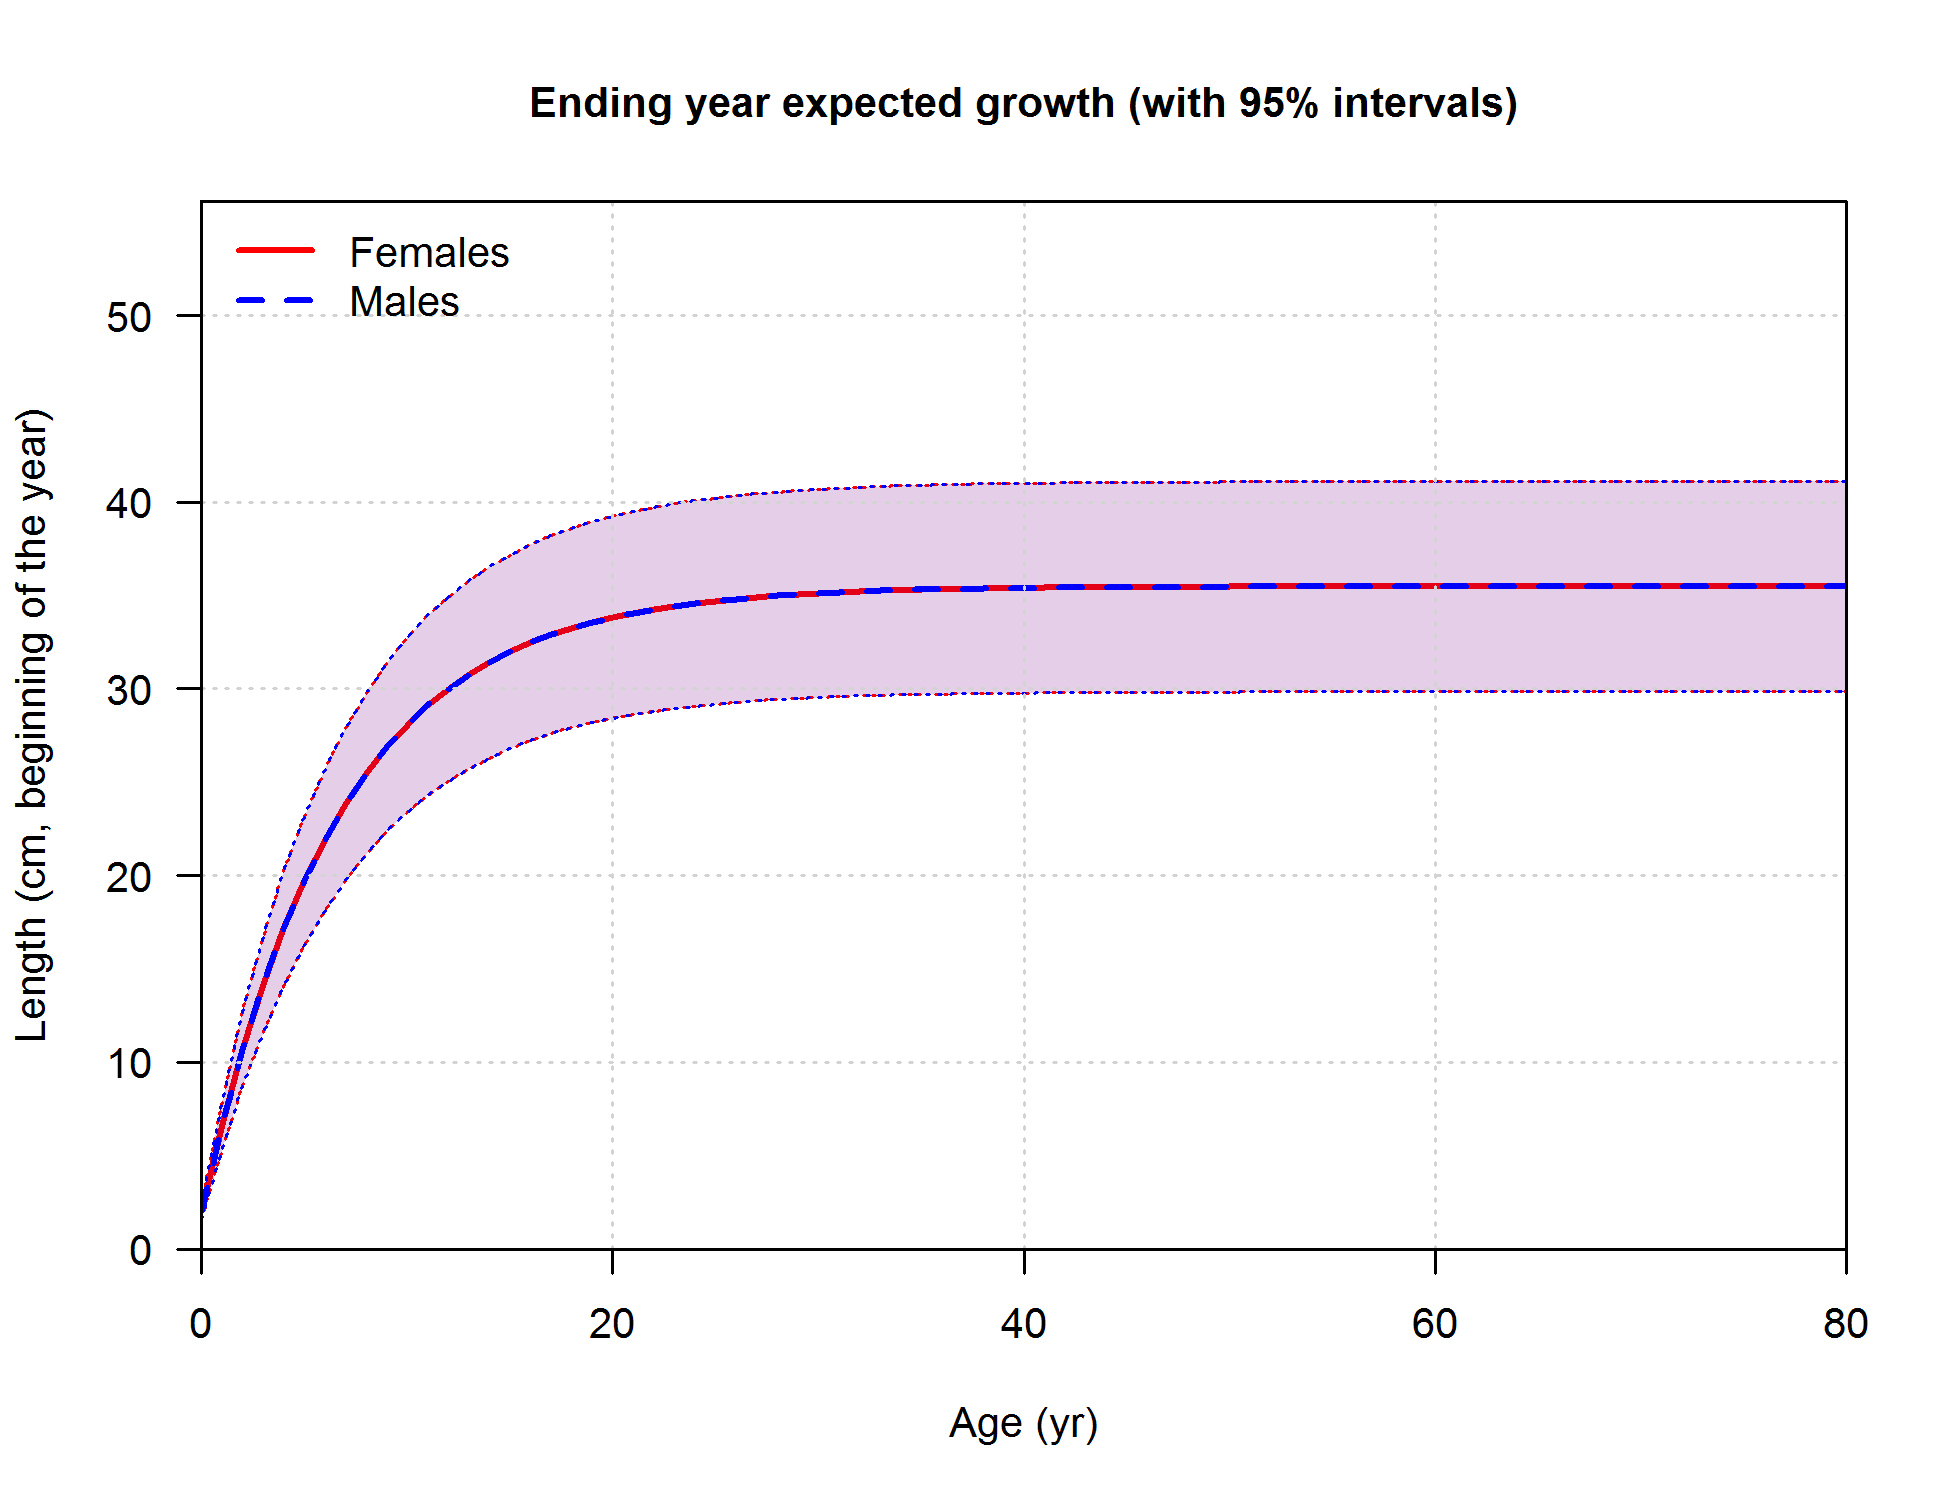 Ending year expected growth (with 95% intervals)
Females
Males
50
40
30
20
10
0
Length (cm, beginning of the year)
0 20 40 60 80
Age (yr)